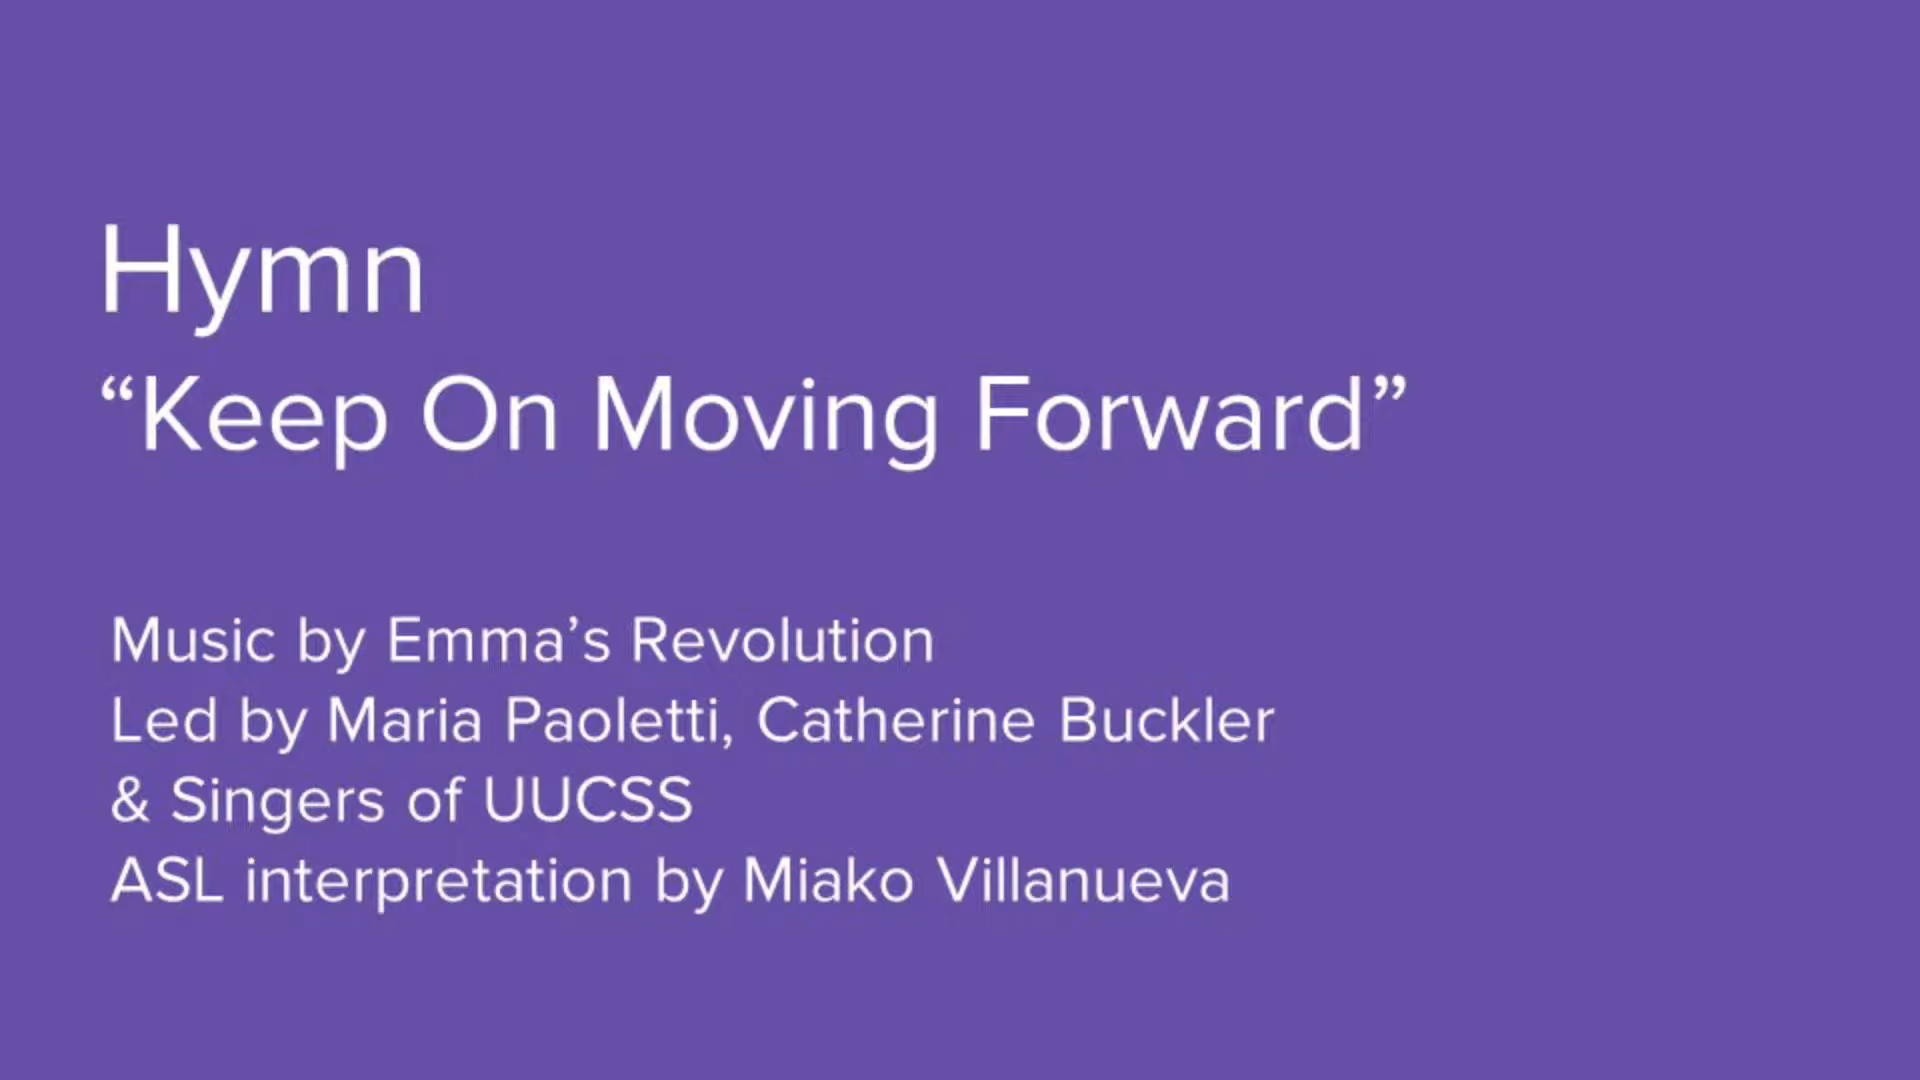 Hymn
“Keep On Moving Forward”
Music by Emma’s Revolution
Led by Maria Paoletti, Catherine Buckler
& Singers of UUCSS
ASL interpretation by Miako Villanueva